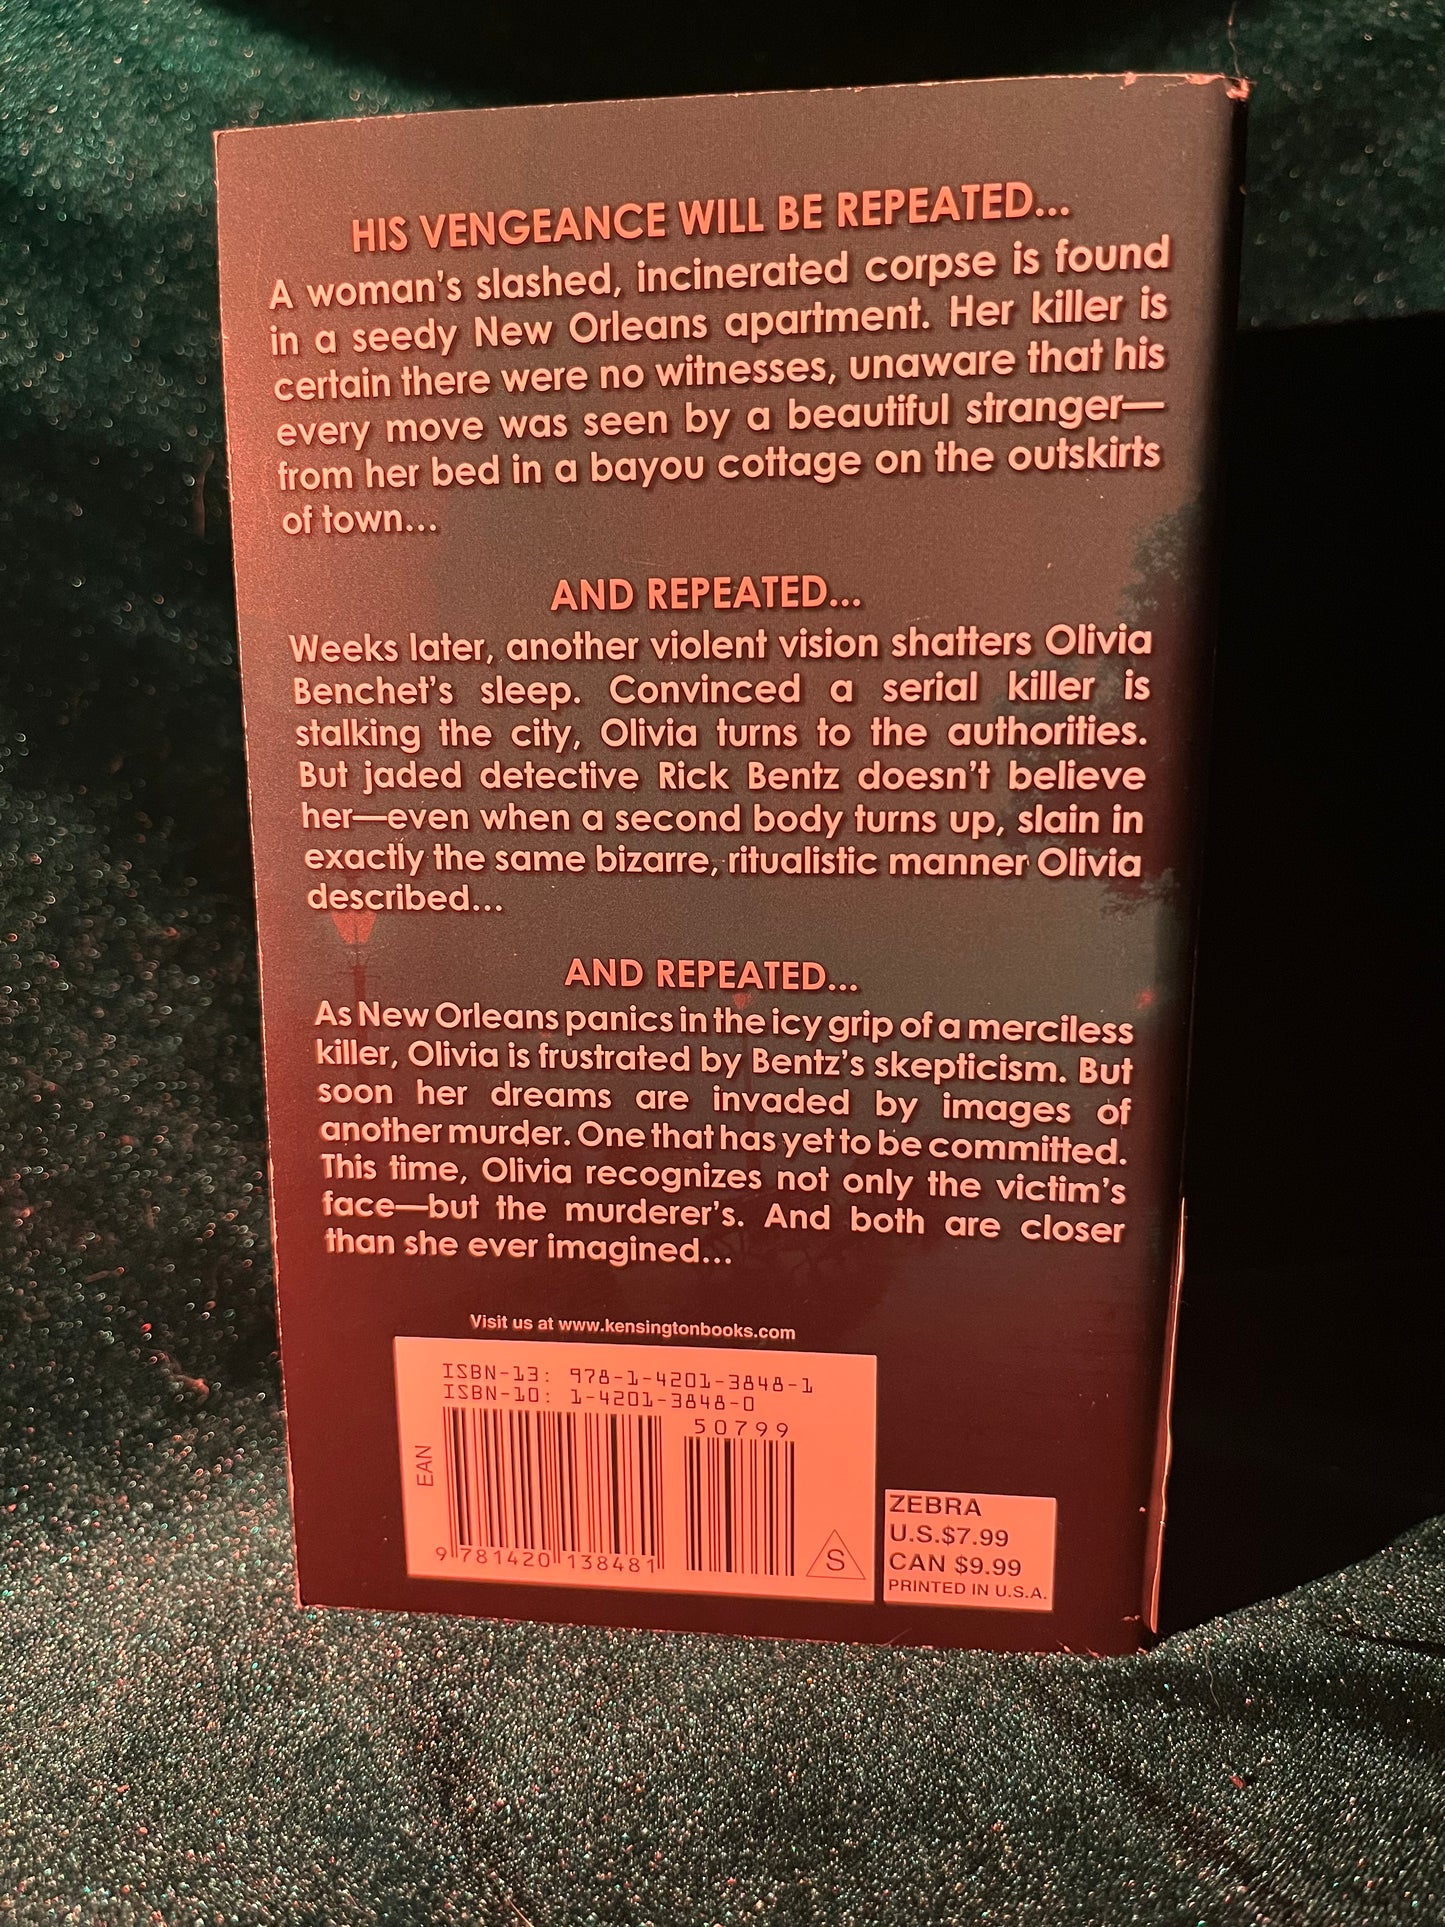 HIS VENGEANCE WILL BE REPEATED...
A woman's slashed, incinerated corpse is found
in a seedy New Orleans apartment. Her killer is
certain there were no witnesses, unaware that his
every move was seen by a beautiful stranger—
from her bed in a bayou cottage on the outskirts
of town...
AND REPEATED...
Weeks later, another violent vision shatters Olivia
Benchet's sleep. Convinced a serial killer is
stalking the city, Olivia turns to the authorities.
But jaded detective Rick Bentz doesn't believe
her—even when a second body turns up, slain in
exactly the same bizarre, ritualistic manner Olivia
described...
AND REPEATED...
As New Orleans panics in the icy grip of a merciless
killer, Olivia is frustrated by Bentz's skepticism. But
soon her dreams are invaded by images of
another murder. One that has yet to be committed.
This time, Olivia recognizes not only the victim's
face—but the murderer's. And both are closer
than she ever imagined...
Visit us at www.kensingtonbooks.com
ISBN-13: 978-1-4201-3848-1
ISBN-10: 1-4201-3848-0
50799
EAN
9 781420 138481
S
ZEBRA
U.S.$7.99
CAN $9.99
PRINTED IN U.S.A.